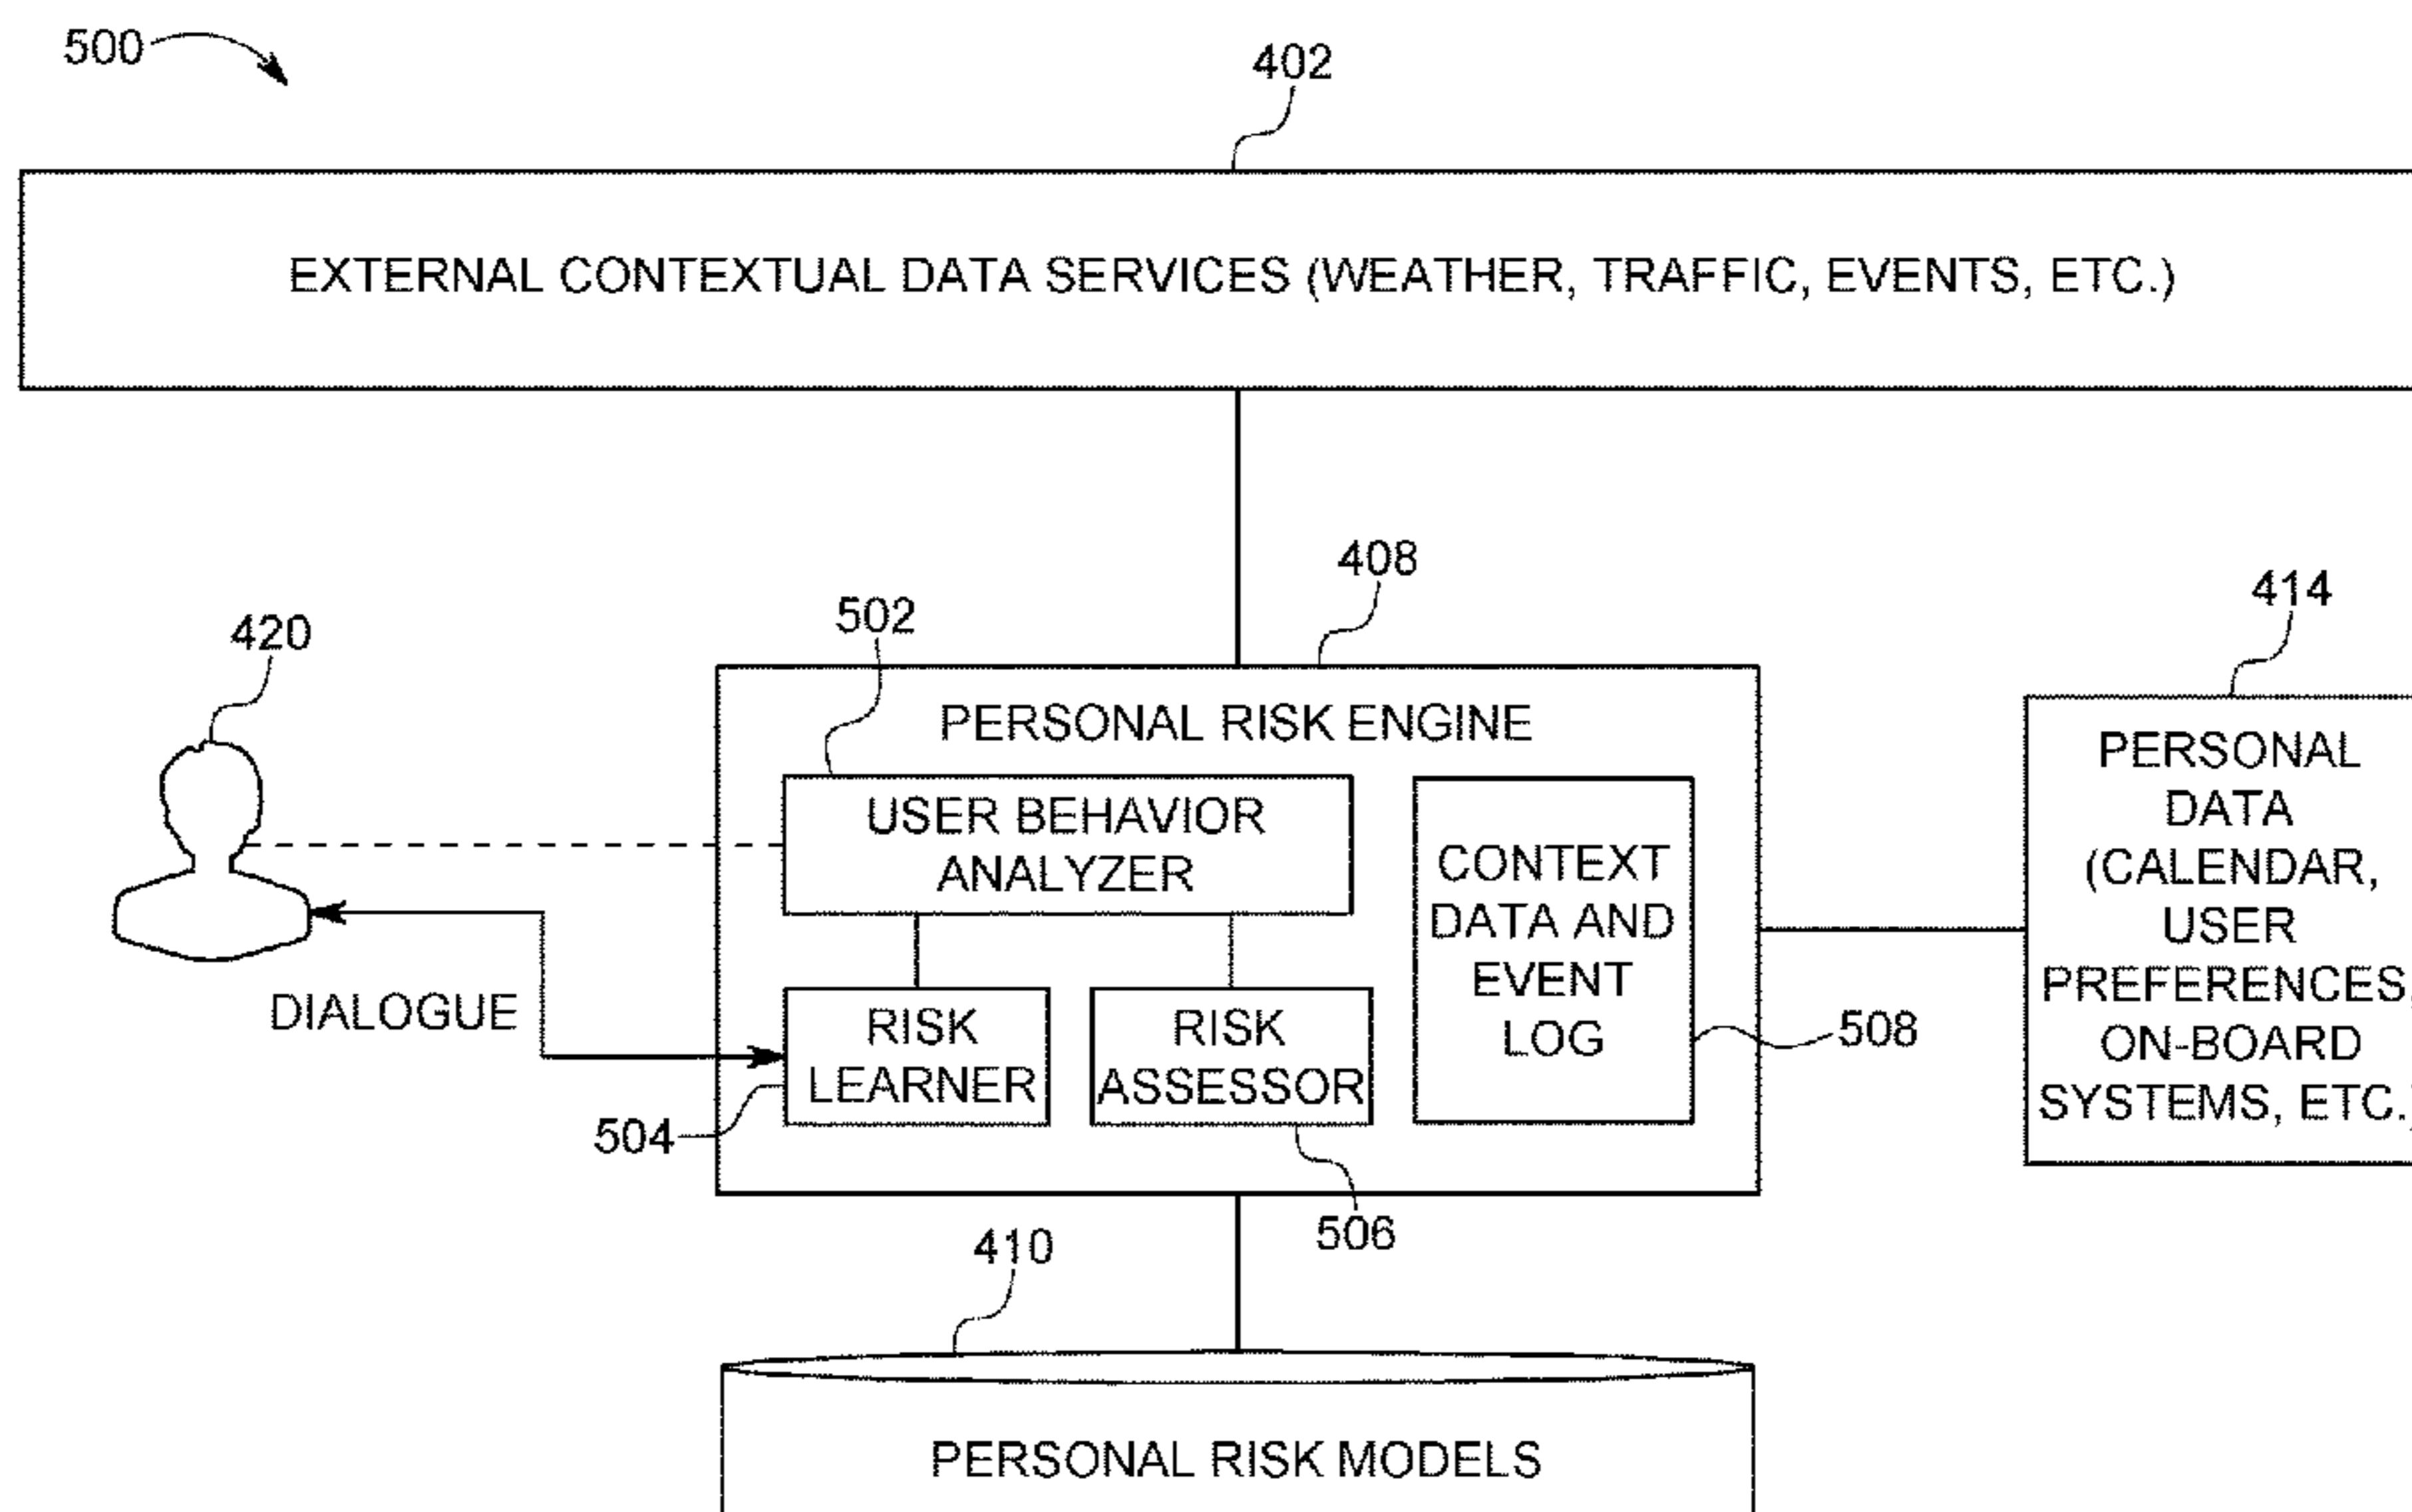 500
402
EXTERNAL CONTEXTUAL DATA SERVICES (WEATHER, TRAFFIC, EVENTS, ETC.)
408
414
502
420
PERSONAL RISK ENGINE
USER BEHAVIOR
ANALYZER
CONTEXT
DATA AND
EVENT
LOG
PERSONAL
DATA
(CALENDAR,
USER
PREFERENCES,
ON-BOARD
SYSTEMS, ETC.)
DIALOGUE
RISK
LEARNER
RISK
ASSESSOR
508
504
506
410
PERSONAL RISK MODELS